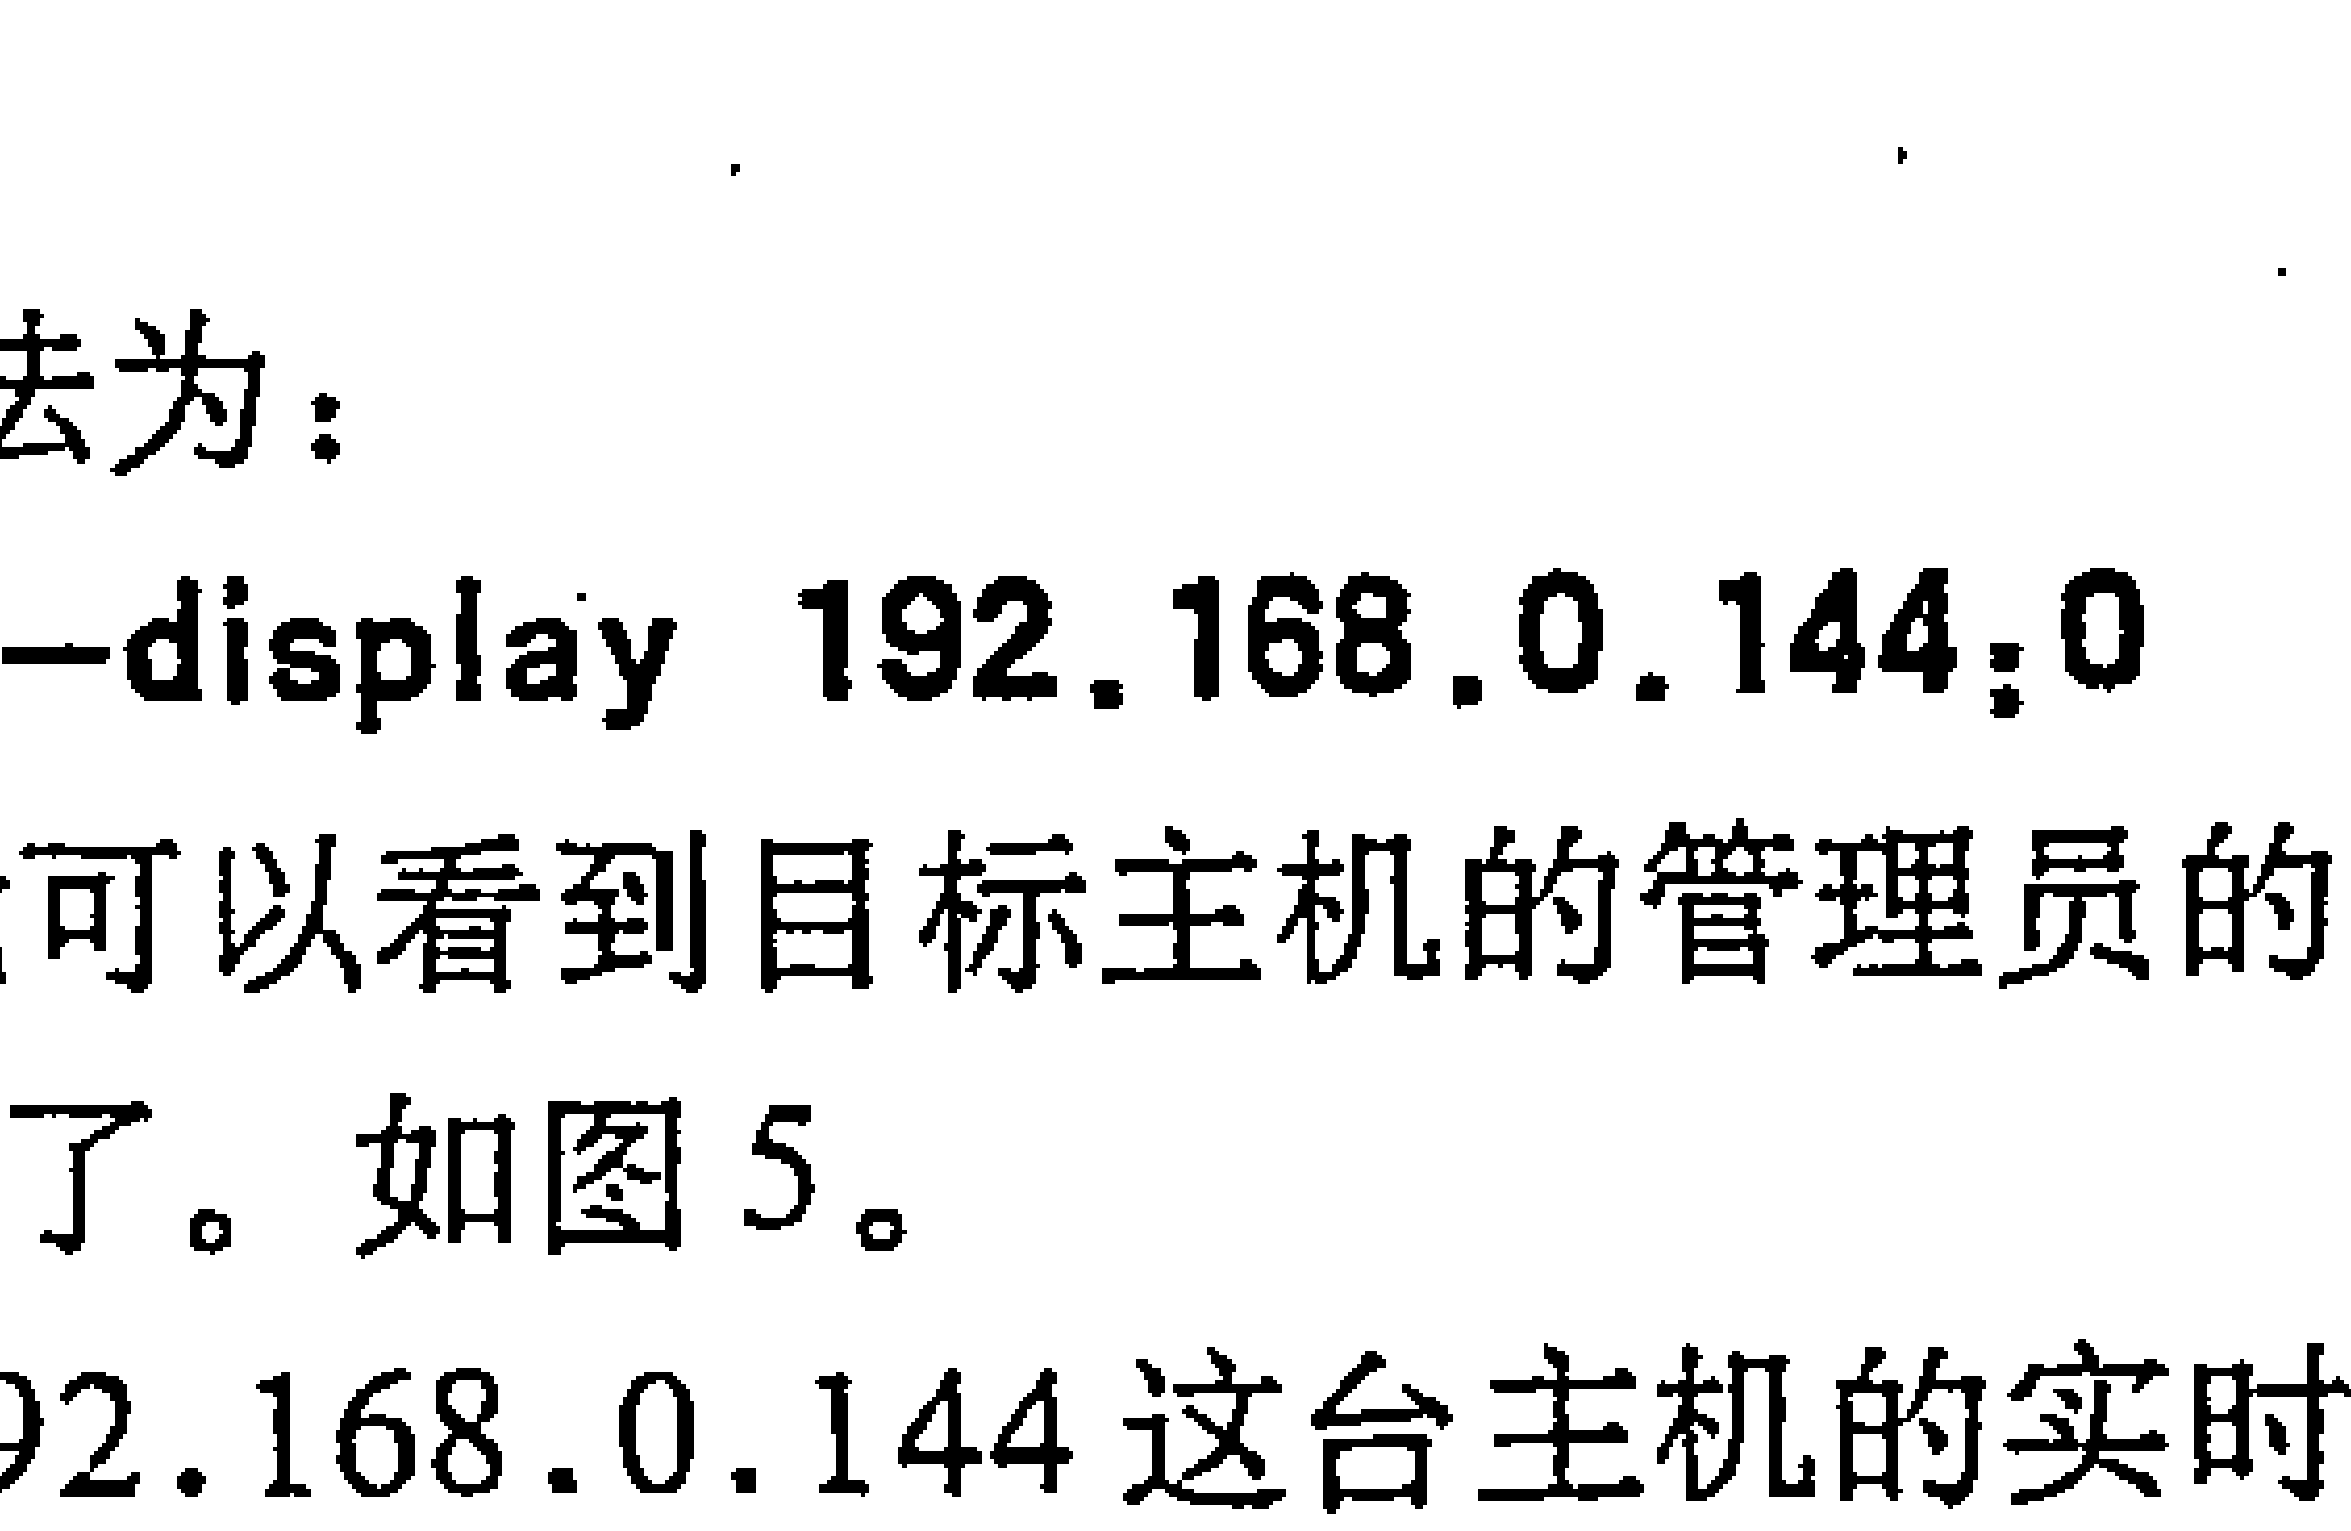 法为：
—display 192.168.0.144:0
可以看到目标主机的管理员的
了。如图5。
92.168.0.144这台主机的实时